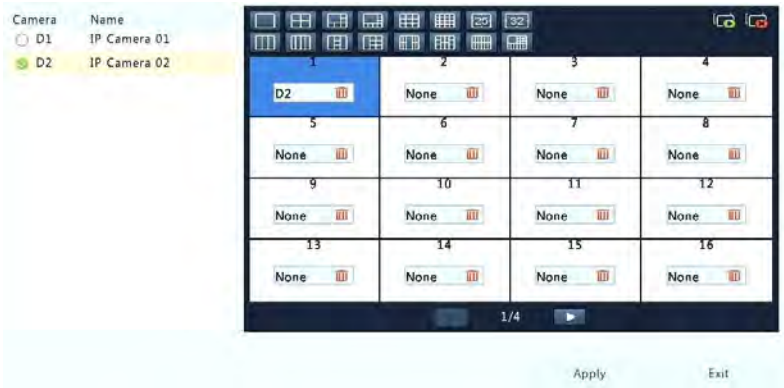 Camera Name
D1 IP Camera 01
D2 IP Camera 02
25 32
1 2 3 4
D2 None None None
5 6 7 8
None None None None
9 10 11 12
None None None None
13 14 15 16
None None None None
1/4
Apply Exit